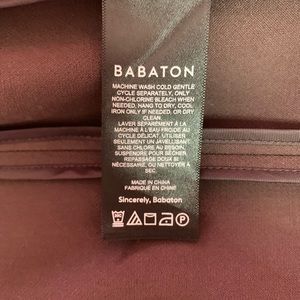 BABATON
MACHINE WASH COLD GENTLE
CYCLE SEPARATELY, ONLY
NON-CHLORINE BLEACH WHEN
NEEDED, HANG TO DRY, COOL
IRON IF NECESSARY, OR DRY
CLEAN.
LAVER SÉPARÉMENT À LA
MACHINE À L'EAU FROIDE AU
CYCLE DÉLICAT, UTILISER
SEULEMENT UN JAVELLISANT
SANS CHLORE AU BESOIN,
SUSPENDRE POUR SÉCHER,
REPASSAGE DOUX SI
NÉCESSAIRE, OU NETTOYER À
SEC.
MADE IN CHINA
FABRIQUÉ EN CHINE
Sincerely, Babaton
P